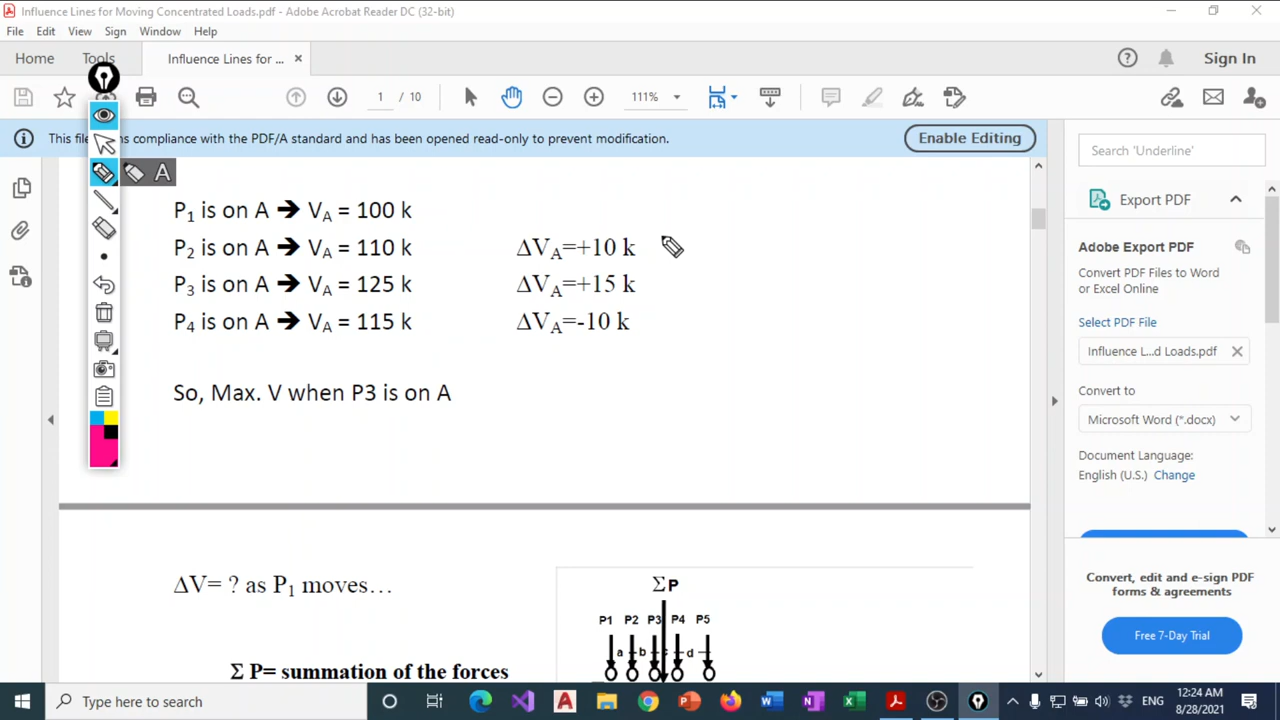 Influence Lines for Moving Concentrated Loads.pdf - Adobe Acrobat Reader DC (32-bit)
File Edit View Sign Window Help
Home Tools Influence Lines for ... ×
Sign In
1 / 10 111%
This file
ns compliance with the PDF/A standard and has been opened read-only to prevent modification.
Enable Editing
A
P1 is on A ➔ VA = 100 k
P2 is on A ➔ VA = 110 k ΔVA=+10 k
P3 is on A ➔ VA = 125 k ΔVA=+15 k
P4 is on A ➔ VA = 115 k ΔVA=-10 k
So, Max. V when P3 is on A
ΔV= ? as P1 moves…
Σ P= summation of the forces
ΣP
P1 P2 P3 P4 P5
a b c d
Search 'Underline'
Export PDF
Adobe Export PDF
Convert PDF Files to Word
or Excel Online
Select PDF File
Influence L...d Loads.pdf
Convert to
Microsoft Word (*.docx)
Document Language:
English (U.S.) Change
Convert, edit and e-sign PDF
forms & agreements
Free 7-Day Trial
Type here to search
ENG
12:24 AM
8/28/2021